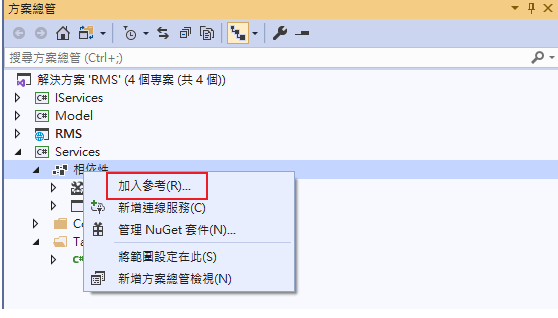 方案總管
搜尋方案總管 (Ctrl+;)
解決方案 'RMS' (4 個專案 (共 4 個))
C# IServices
C# Model
RMS
C# Services
相依性
加入參考(R)...
新增連線服務(C)
管理 NuGet 套件(N)...
將範圍設定在此(S)
新增方案總管檢視(N)
Co
Ta
C#